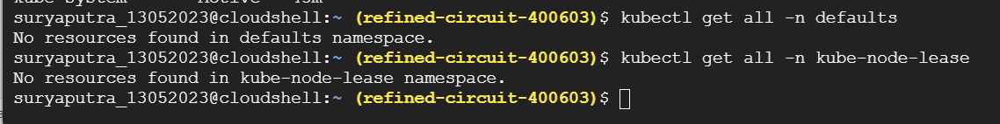 suryaputra_13052023@cloudshell:~ (refined-circuit-400603)$ kubectl get all -n defaults
No resources found in defaults namespace.
suryaputra_13052023@cloudshell:~ (refined-circuit-400603)$ kubectl get all -n kube-node-lease
No resources found in kube-node-lease namespace.
suryaputra_13052023@cloudshell:~ (refined-circuit-400603)$